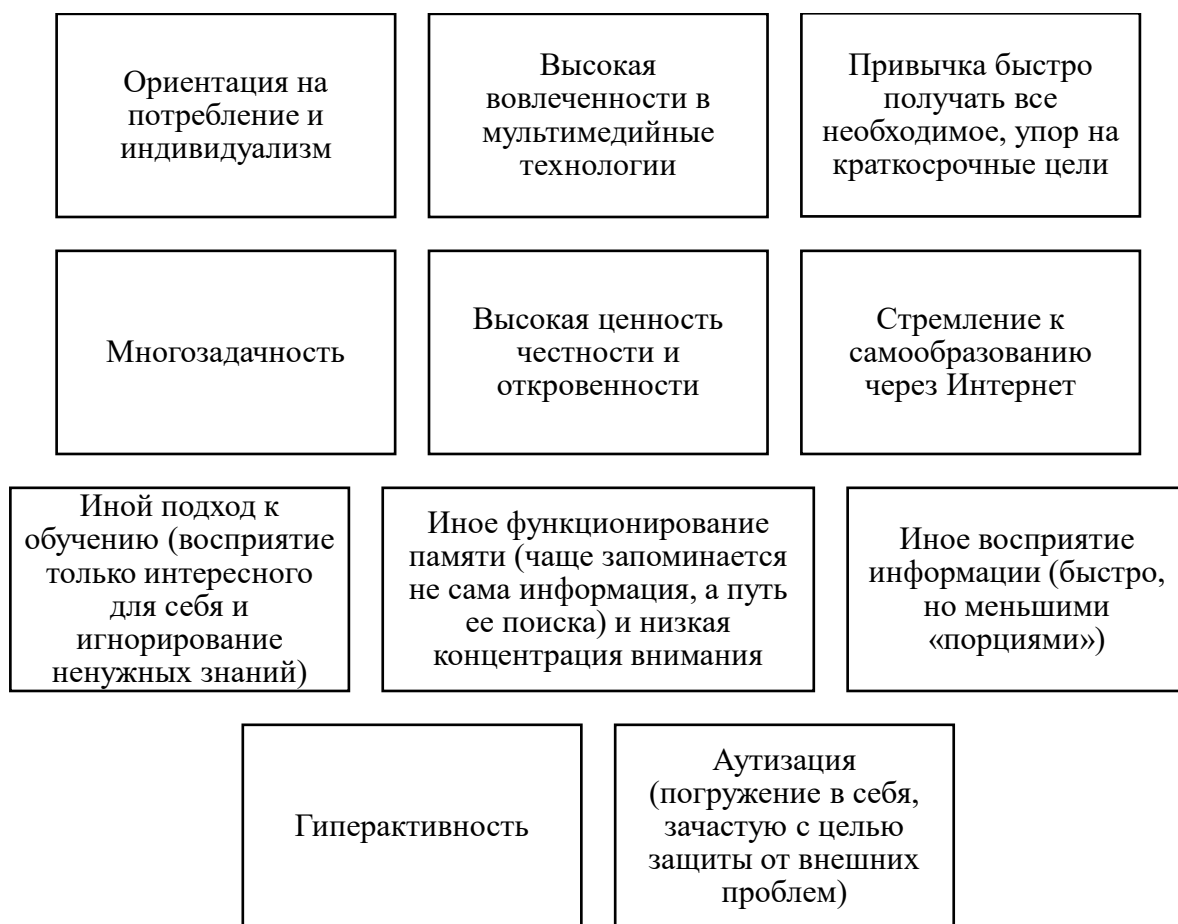 Ориентация на
потребление и
индивидуализм
Высокая
вовлеченности в
мультимедийные
технологии
Привычка быстро
получать все
необходимое, упор на
краткосрочные цели
Многозадачность
Высокая ценность
честности и
откровенности
Стремление к
самообразованию
через Интернет
Иной подход к
обучению (восприятие
только интересного
для себя и
игнорирование
ненужных знаний)
Иное функционирование
памяти (чаще запоминается
не сама информация, а путь
ее поиска) и низкая
концентрация внимания
Иное восприятие
информации (быстро,
но меньшими
«порциями»)
Гиперактивность
Аутизация
(погружение в себя,
зачастую с целью
защиты от внешних
проблем)